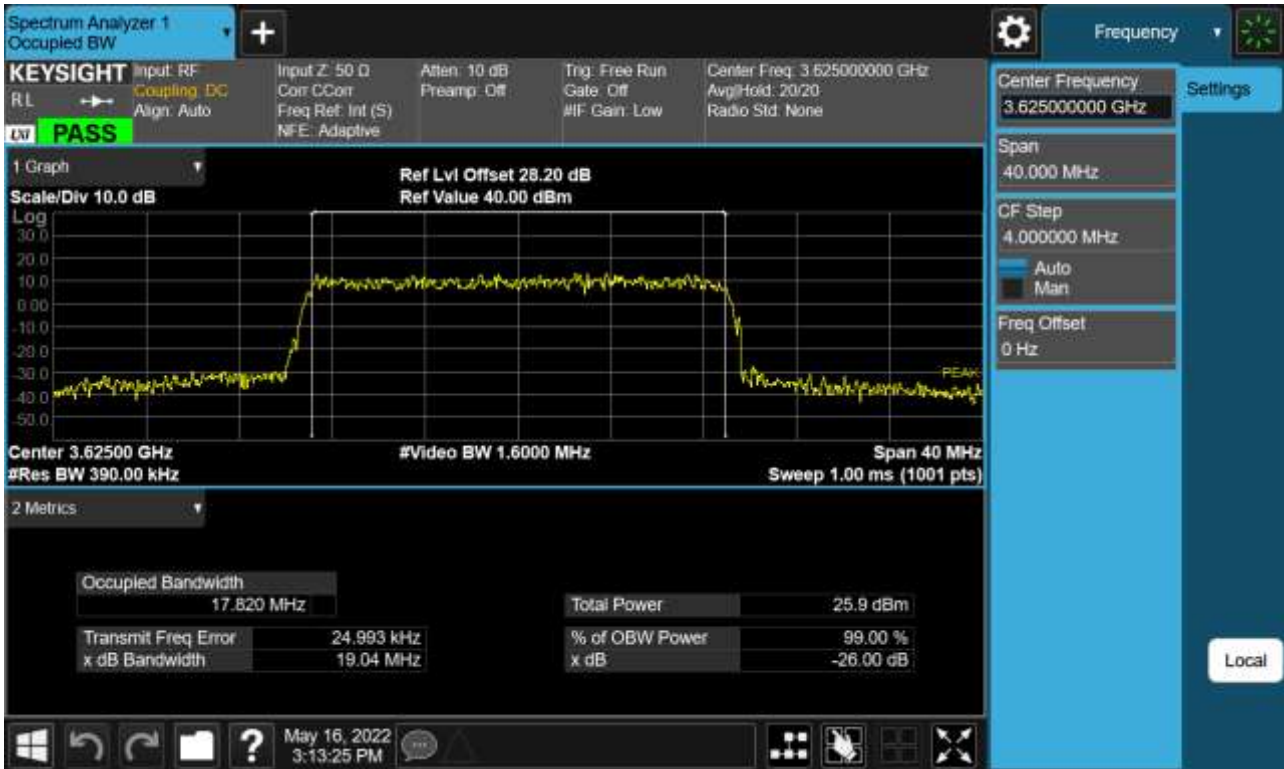 Spectrum Analyzer 1
Occupied BW
Frequency
KEYSIGHT
RL
LXI
PASS
Input: RF
Coupling: DC
Align: Auto
Input Z: 50 Ω
Corr CCorr
Freq Ref: Int (S)
NFE: Adaptive
Atten: 10 dB
Preamp: Off
Trig: Free Run
Gate: Off
#IF Gain: Low
Center Freq: 3.625000000 GHz
Avg|Hold: 20/20
Radio Std: None
Center Frequency
3.625000000 GHz
Settings
Span
40.000 MHz
CF Step
4.000000 MHz
Auto
Man
Freq Offset
0 Hz
Local
1 Graph
Scale/Div 10.0 dB
Ref Lvl Offset 28.20 dB
Ref Value 40.00 dBm
Log
30.0
20.0
10.0
0.00
-10.0
-20.0
-30.0
-40.0
-50.0
PEAK
Center 3.62500 GHz
#Video BW 1.6000 MHz
Span 40 MHz
#Res BW 390.00 kHz
Sweep 1.00 ms (1001 pts)
2 Metrics
Occupied Bandwidth
17.820 MHz
Total Power 25.9 dBm
Transmit Freq Error 24.993 kHz
% of OBW Power 99.00 %
x dB Bandwidth 19.04 MHz
x dB -26.00 dB
?
May 16, 2022
3:13:25 PM